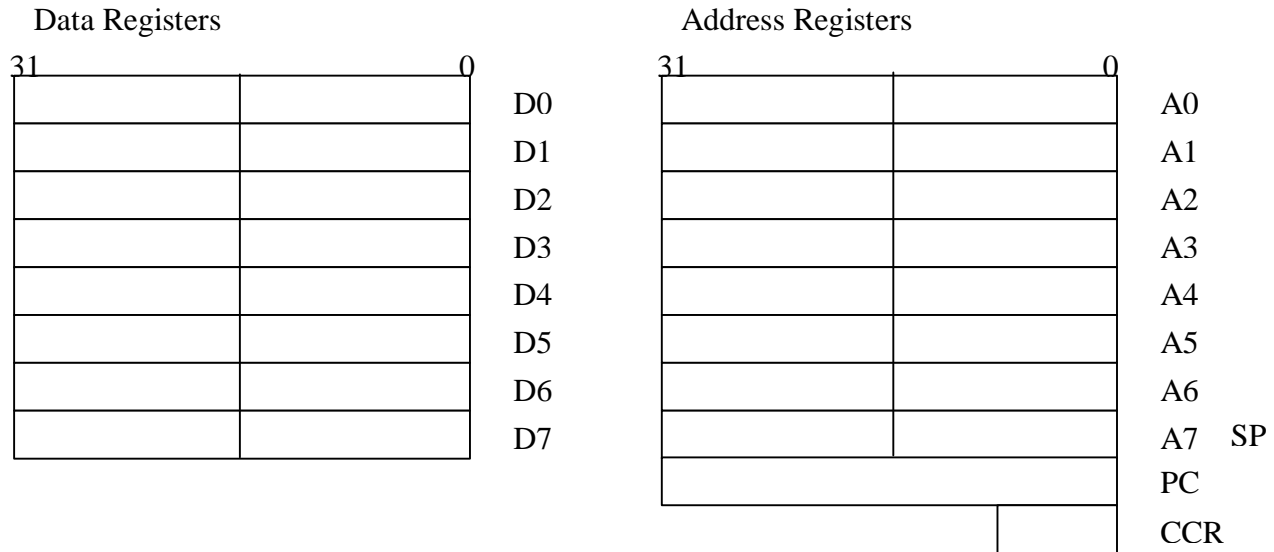 Data Registers Address Registers
31 0 31 0
D0 A0
D1 A1
D2 A2
D3 A3
D4 A4
D5 A5
D6 A6
D7 A7 SP
PC
CCR